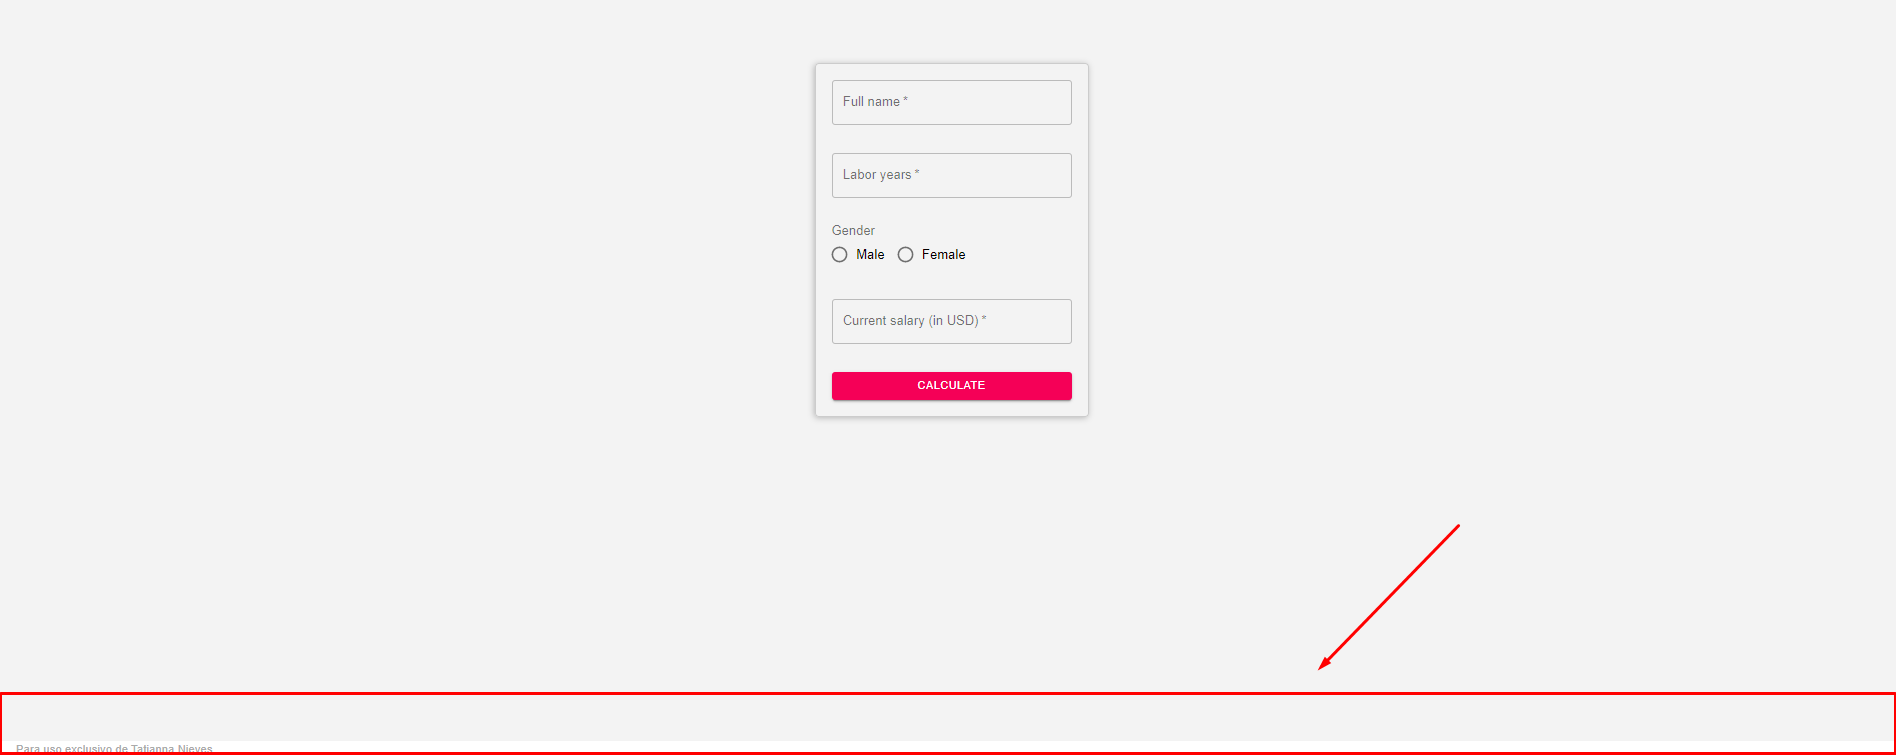 Full name *
Labor years *
Gender
Male Female
Current salary (in USD) *
CALCULATE
Para uso exclusivo de Tatianna Nieves